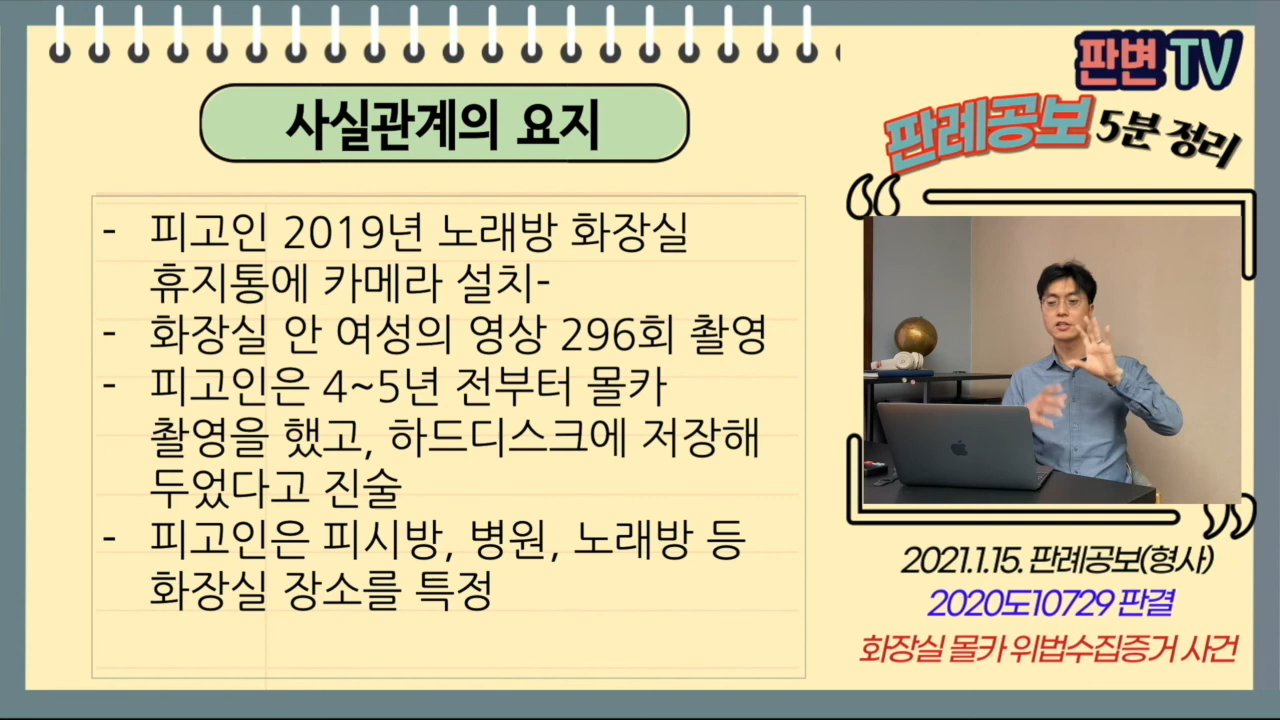 판변 TV
판례공보 5분 정리
사실관계의 요지
- 피고인 2019년 노래방 화장실
휴지통에 카메라 설치-
- 화장실 안 여성의 영상 296회 촬영
- 피고인은 4~5년 전부터 몰카
촬영을 했고, 하드디스크에 저장해
두었다고 진술
- 피고인은 피시방, 병원, 노래방 등
화장실 장소를 특정
2021.1.15. 판례공보(형사)
2020도10729 판결
화장실 몰카 위법수집증거 사건